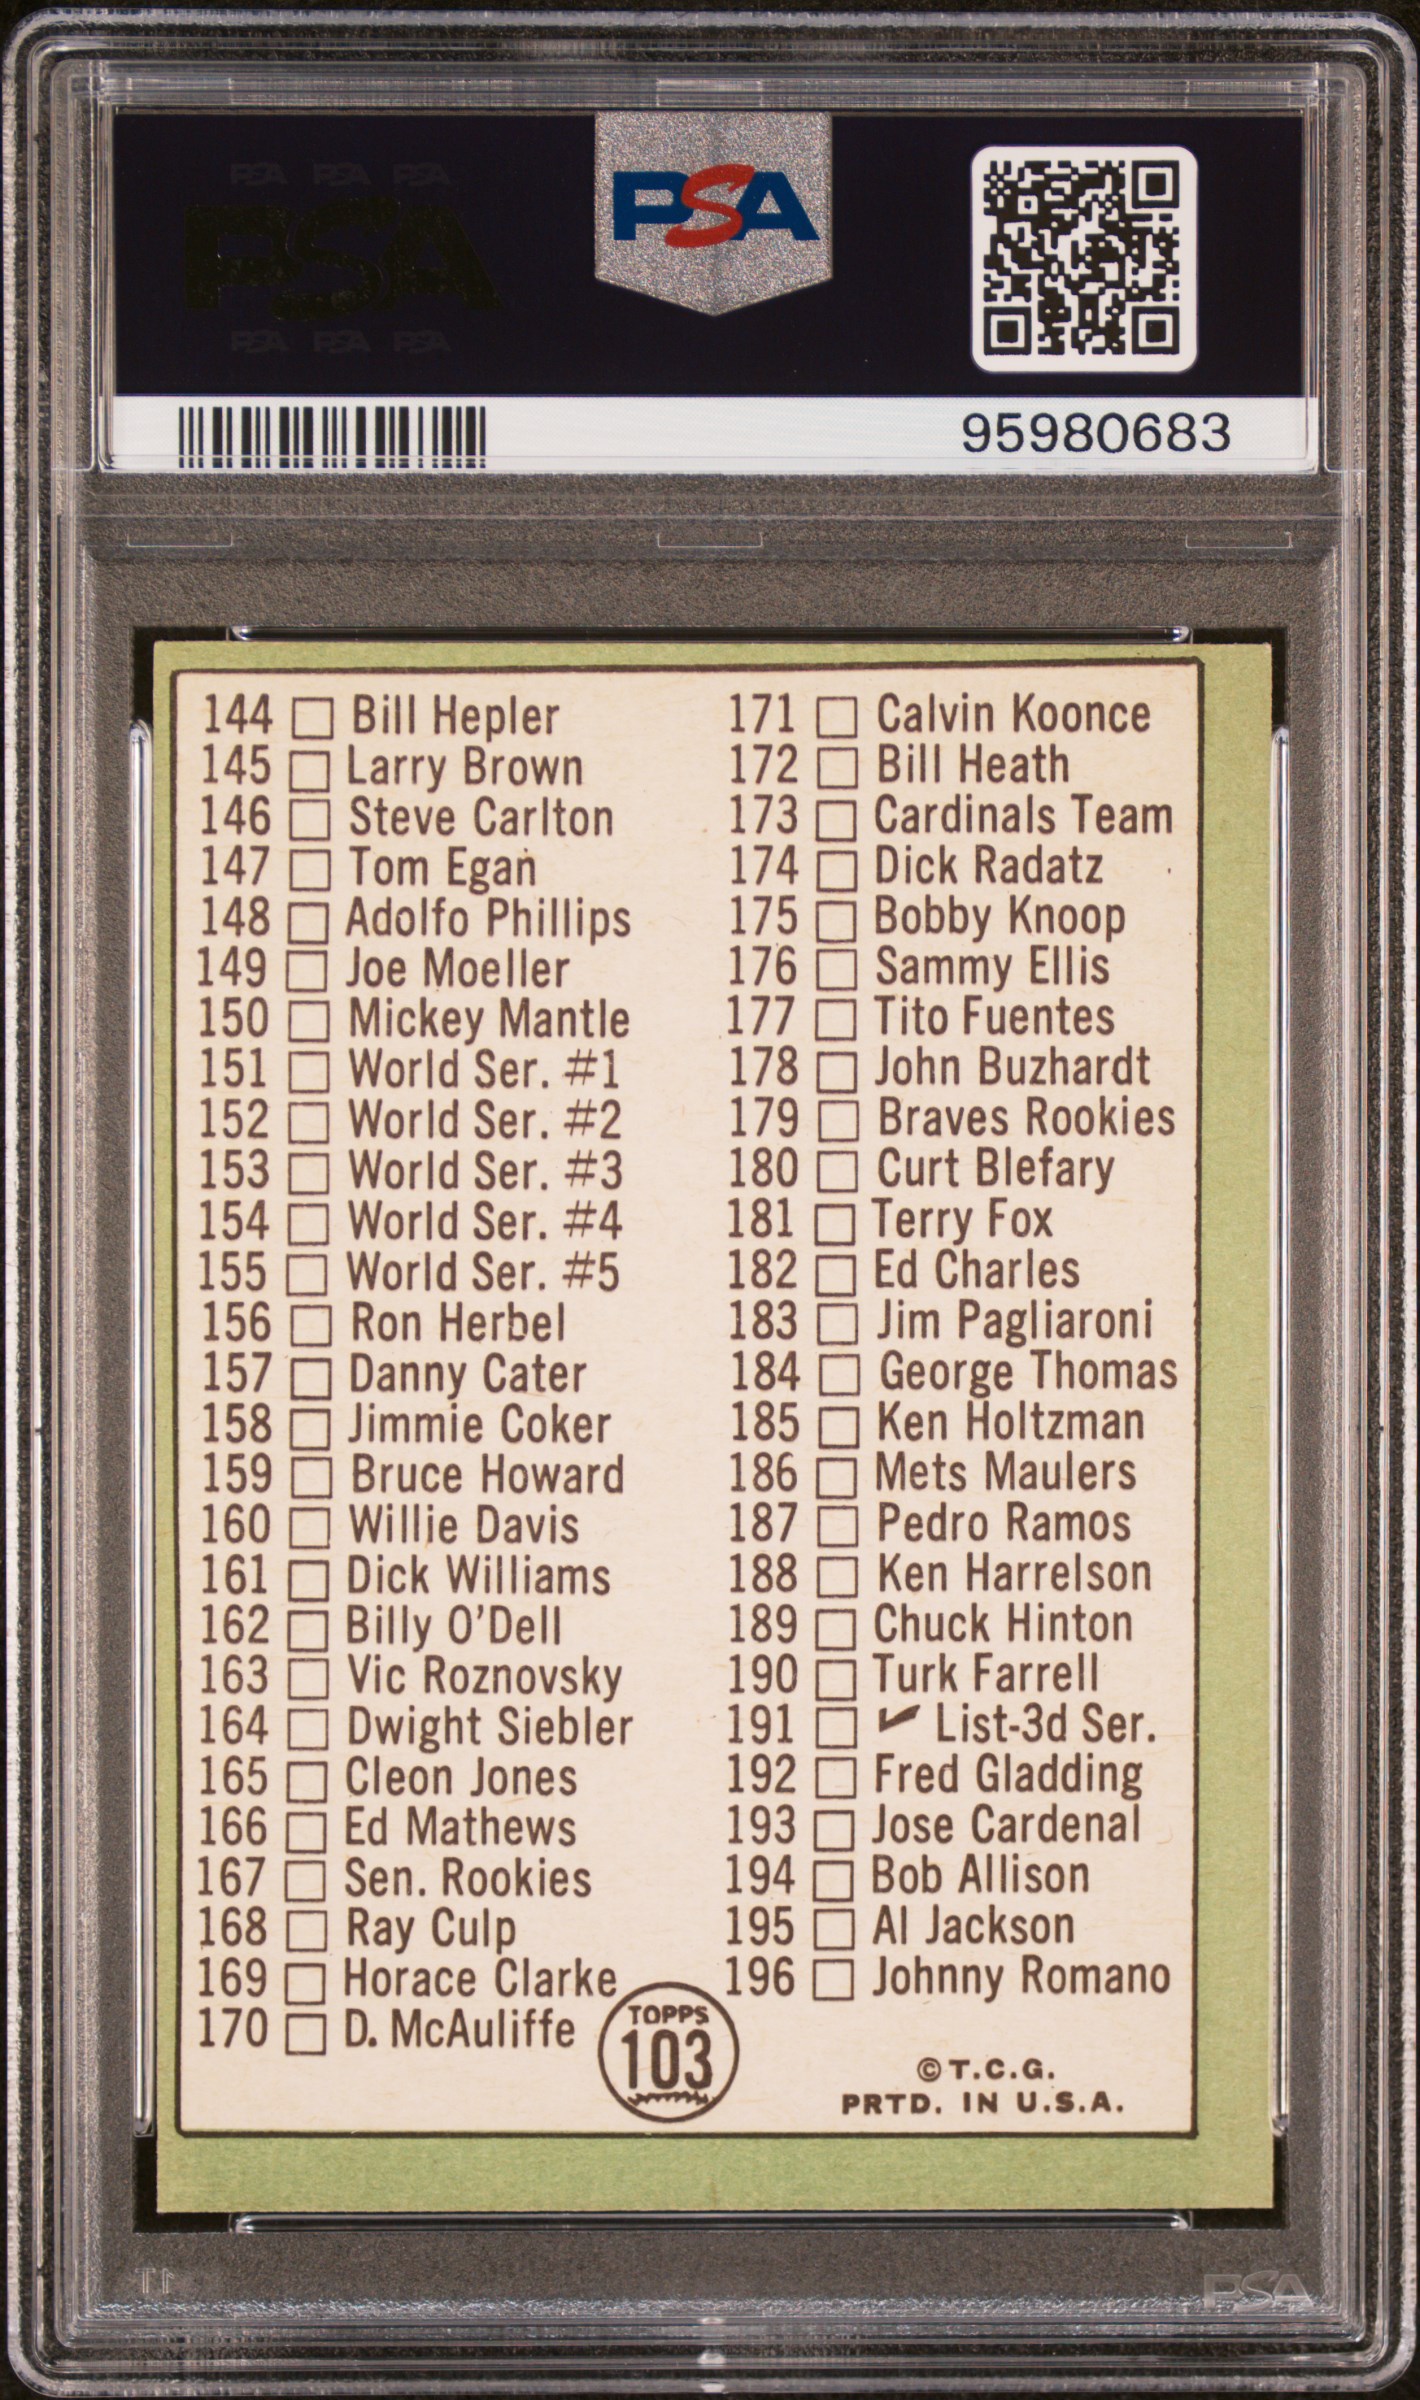 PSA PSA PSA
PSA
PSA PSA PSA
PSA
95980683
144 Bill Hepler
145 Larry Brown
146 Steve Carlton
147 Tom Egan
148 Adolfo Phillips
149 Joe Moeller
150 Mickey Mantle
151 World Ser. #1
152 World Ser. #2
153 World Ser. #3
154 World Ser. #4
155 World Ser. #5
156 Ron Herbel
157 Danny Cater
158 Jimmie Coker
159 Bruce Howard
160 Willie Davis
161 Dick Williams
162 Billy O'Dell
163 Vic Roznovsky
164 Dwight Siebler
165 Cleon Jones
166 Ed Mathews
167 Sen. Rookies
168 Ray Culp
169 Horace Clarke
170 D. McAuliffe
171 Calvin Koonce
172 Bill Heath
173 Cardinals Team
174 Dick Radatz
175 Bobby Knoop
176 Sammy Ellis
177 Tito Fuentes
178 John Buzhardt
179 Braves Rookies
180 Curt Blefary
181 Terry Fox
182 Ed Charles
183 Jim Pagliaroni
184 George Thomas
185 Ken Holtzman
186 Mets Maulers
187 Pedro Ramos
188 Ken Harrelson
189 Chuck Hinton
190 Turk Farrell
191 ✓ List-3d Ser.
192 Fred Gladding
193 Jose Cardenal
194 Bob Allison
195 Al Jackson
196 Johnny Romano
TOPPS
103
© T.C.G.
PRTD. IN U.S.A.
PSA